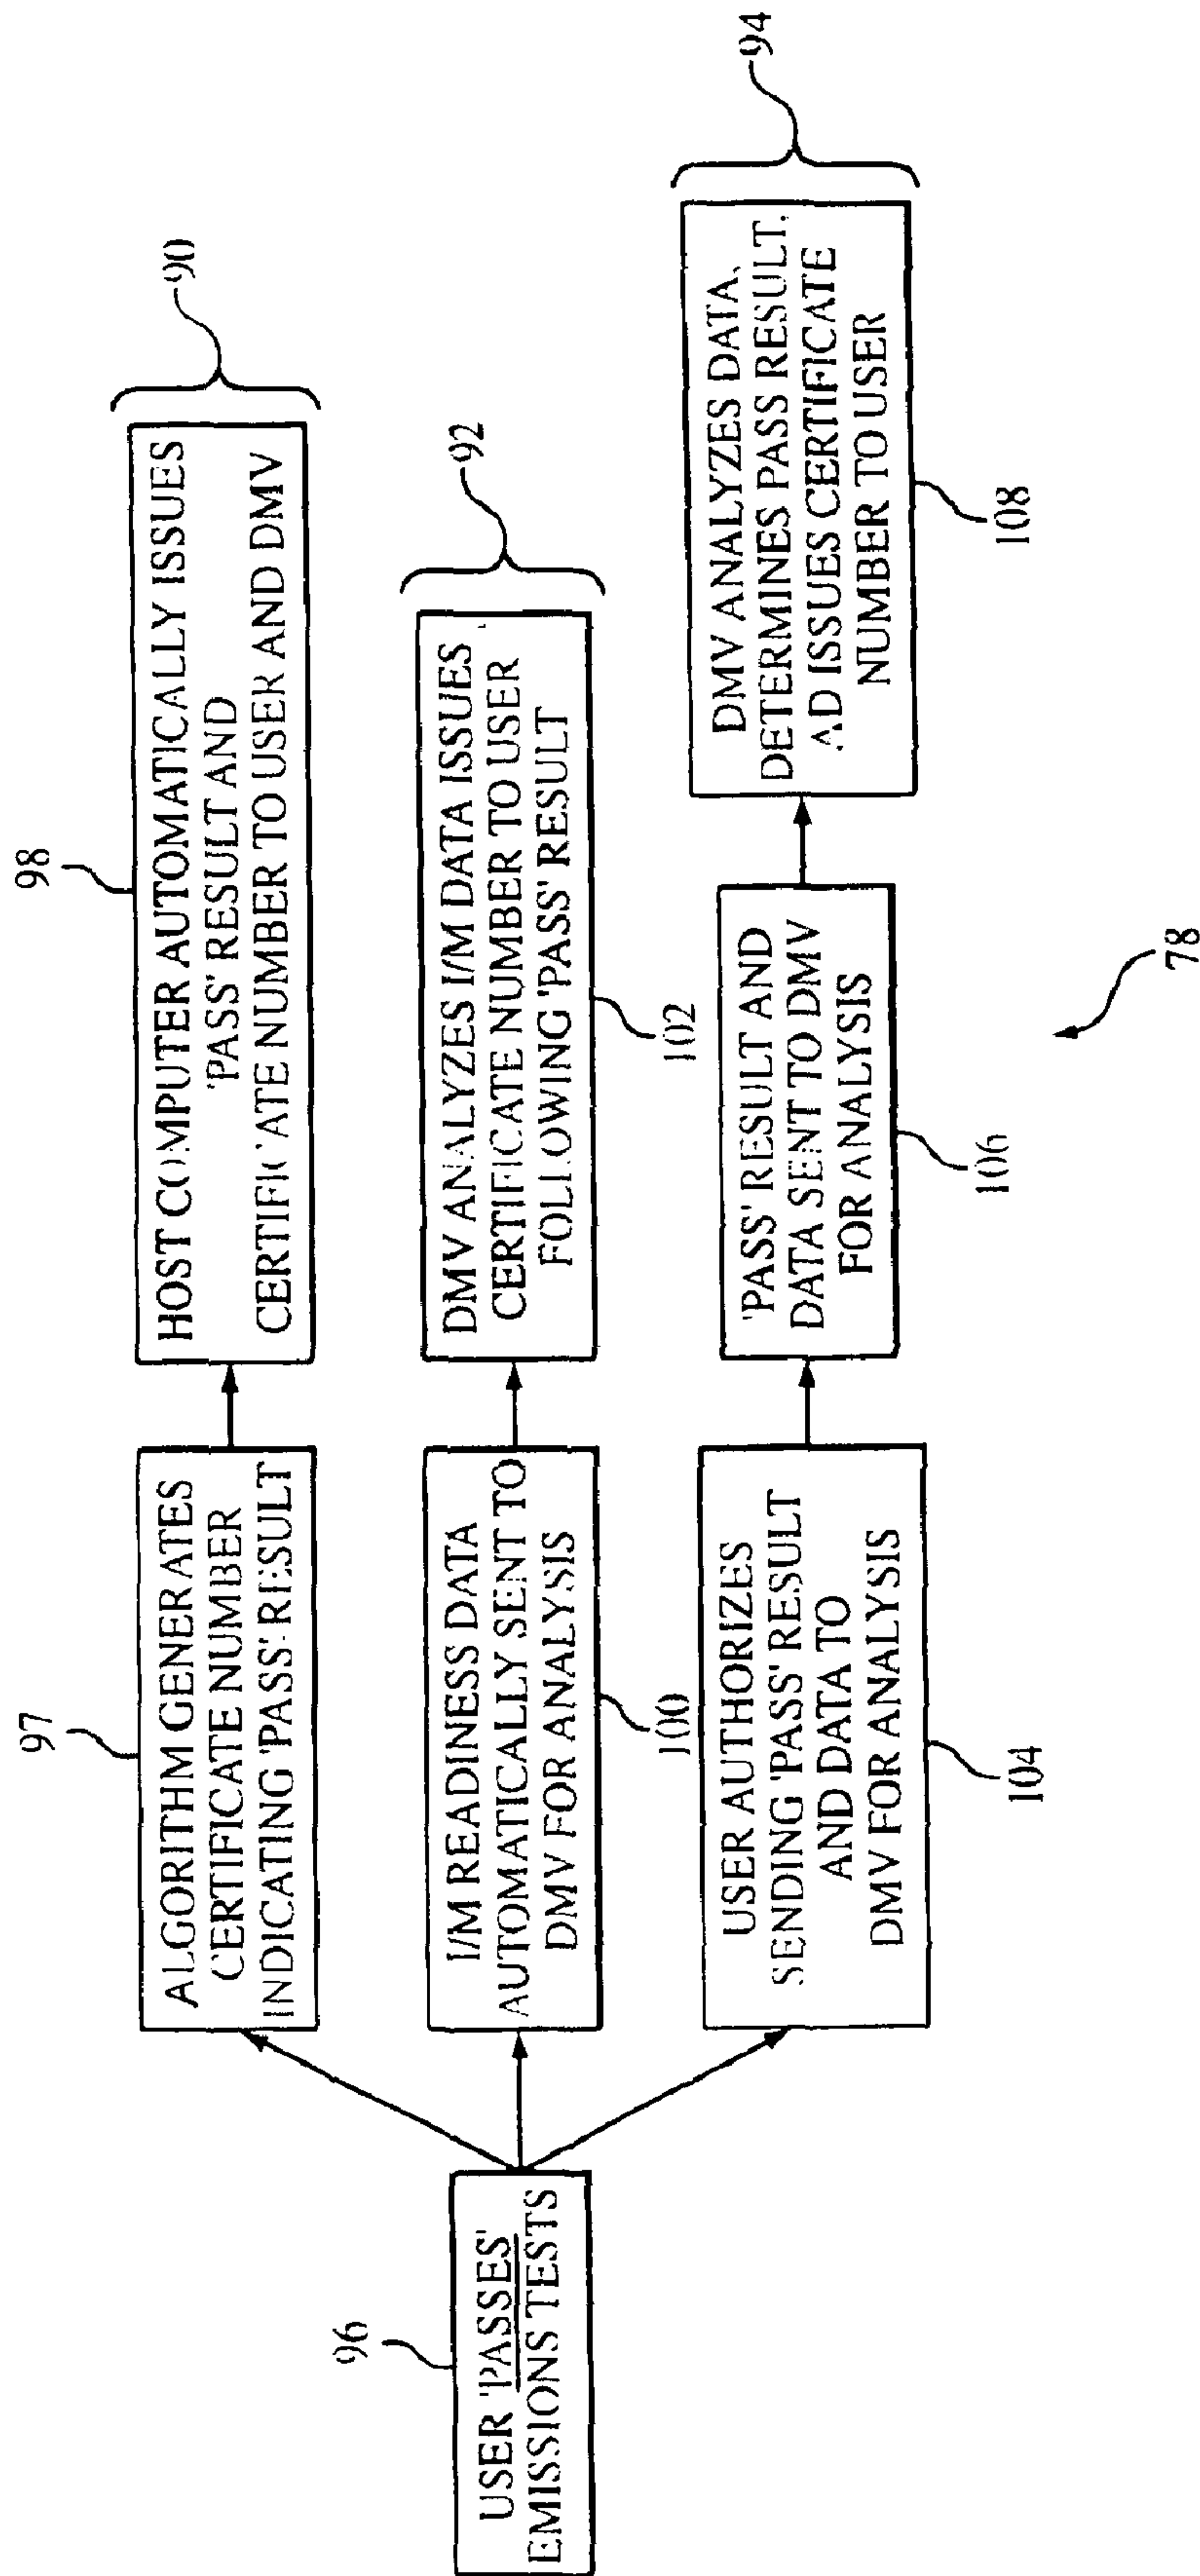 96
USER 'PASSES'
EMISSIONS TESTS
97
ALGORITHM GENERATES
CERTIFICATE NUMBER
INDICATING 'PASS' RESULT
98
HOST COMPUTER AUTOMATICALLY ISSUES
'PASS' RESULT AND
CERTIFICATE NUMBER TO USER AND DMV
90
I/M READINESS DATA
AUTOMATICALLY SENT TO
DMV FOR ANALYSIS
100
DMV ANALYZES I/M DATA ISSUES
CERTIFICATE NUMBER TO USER
FOLLOWING 'PASS' RESULT
102
92
USER AUTHORIZES
SENDING 'PASS' RESULT
AND DATA TO
DMV FOR ANALYSIS
104
'PASS' RESULT AND
DATA SENT TO DMV
FOR ANALYSIS
106
DMV ANALYZES DATA,
DETERMINES PASS RESULT.
AD ISSUES CERTIFICATE
NUMBER TO USER
108
94
78